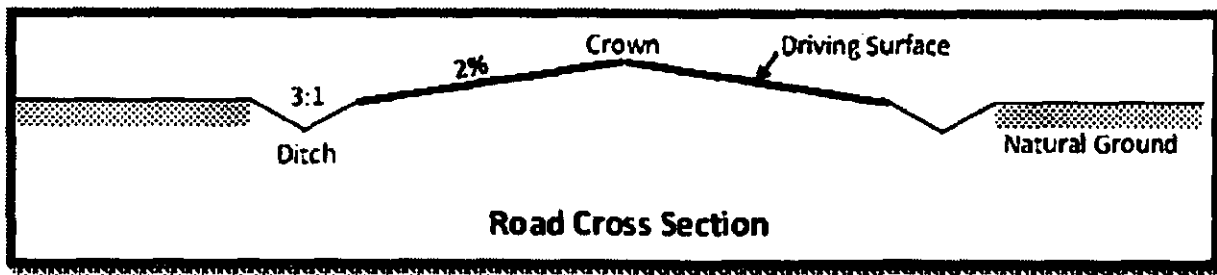 Crown
Driving Surface
2%
3:1
Ditch
Natural Ground
Road Cross Section